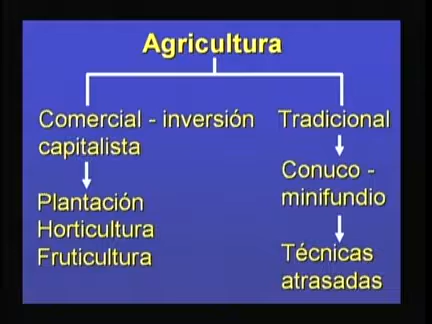 Agricultura
Comercial - inversión
capitalista
Plantación
Horticultura
Fruticultura
Tradicional
Conuco -
minifundio
Técnicas
atrasadas